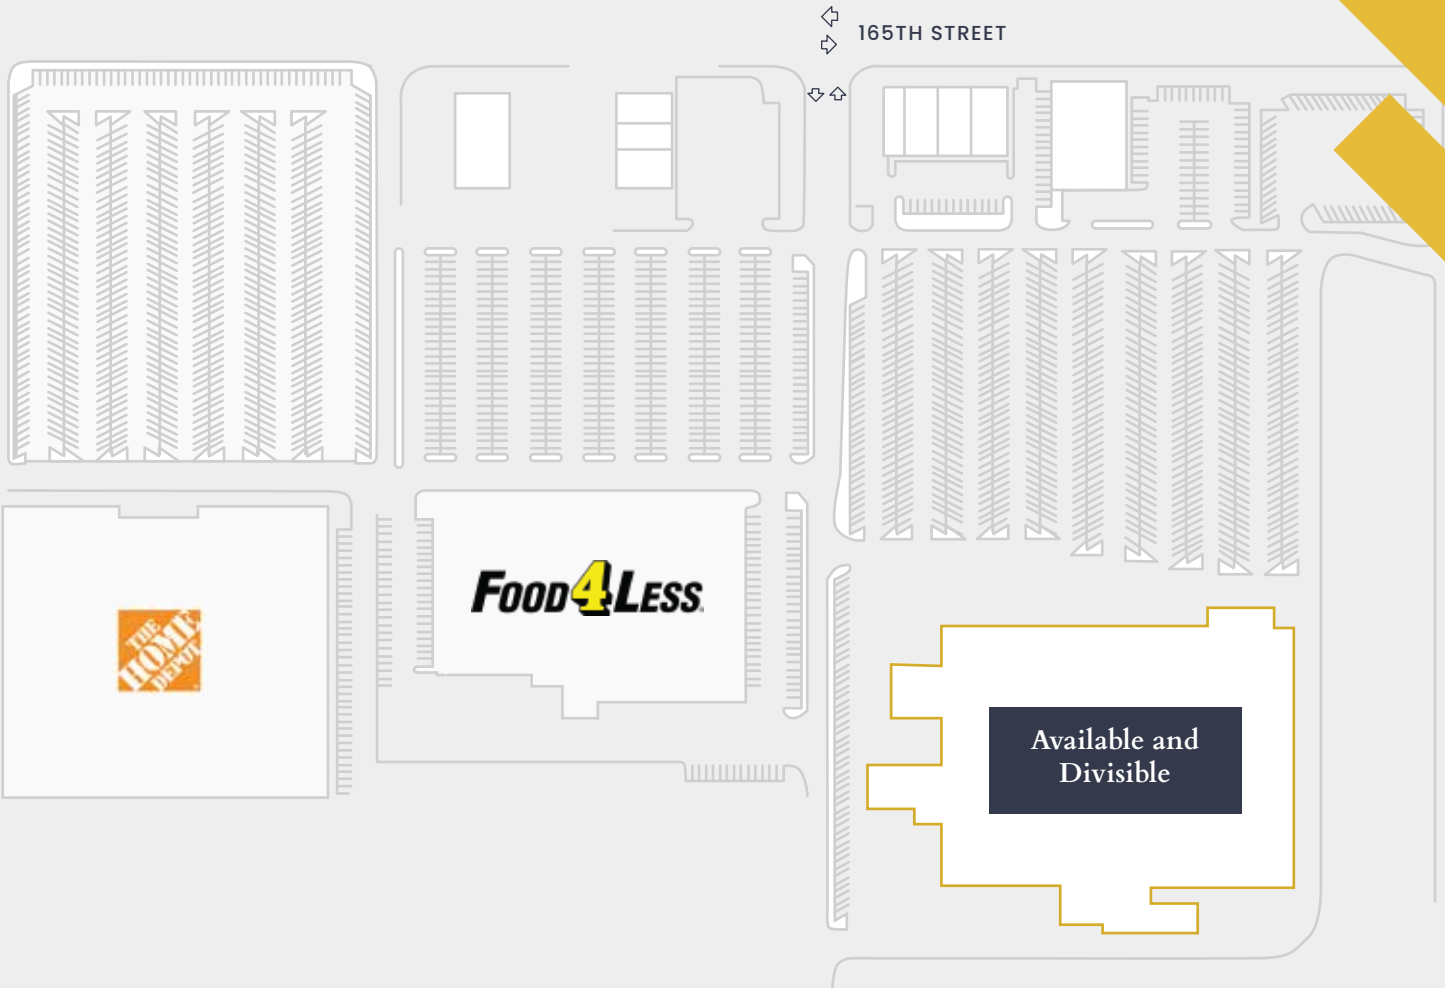 165TH STREET
FOOD4LESS
THE
HOME
DEPOT
Available and
Divisible